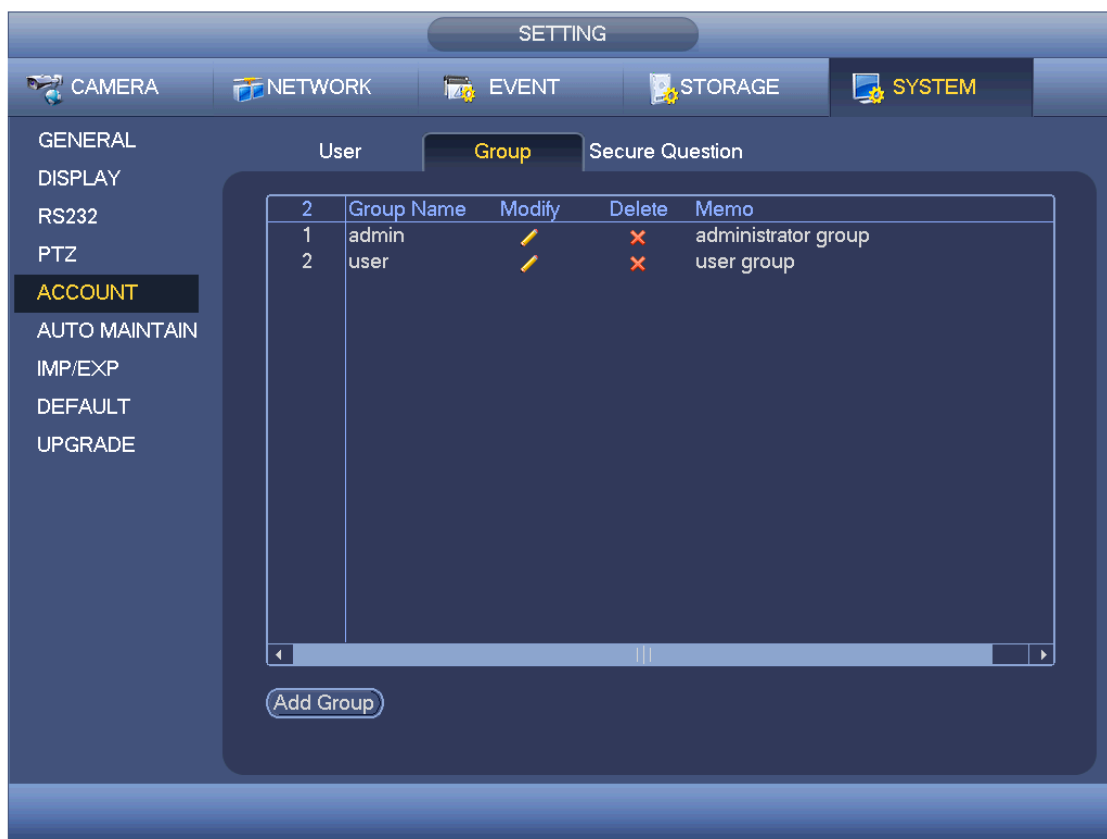 SETTING
CAMERA NETWORK EVENT STORAGE SYSTEM
GENERAL
DISPLAY
RS232
PTZ
ACCOUNT
AUTO MAINTAIN
IMP/EXP
DEFAULT
UPGRADE
User Group Secure Question
2 Group Name Modify Delete Memo
1 admin administrator group
2 user user group
Add Group